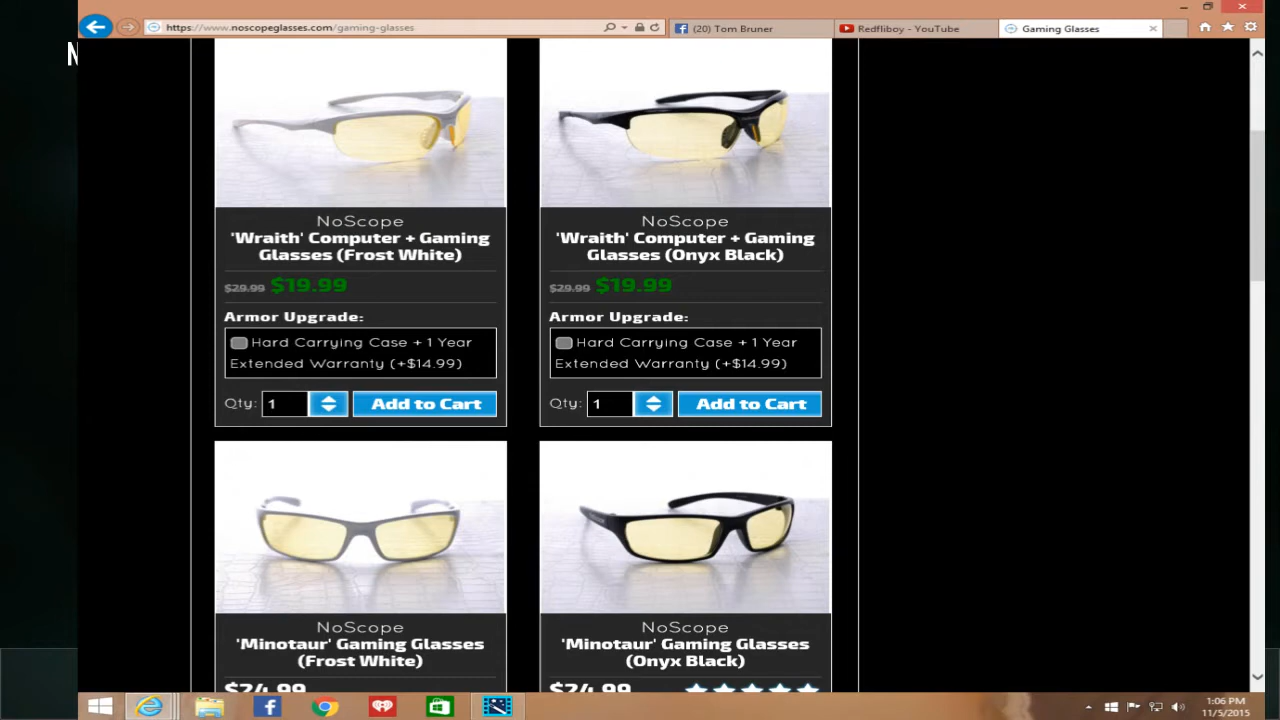 N
https://www.noscopeglasses.com/gaming-glasses
(20) Tom Bruner
Redfliboy - YouTube
Gaming Glasses
NoScope
'Wraith' Computer + Gaming
Glasses (Frost White)
$29.99 $19.99
Armor Upgrade:
Hard Carrying Case + 1 Year
Extended Warranty (+$14.99)
Qty: 1 Add to Cart
NoScope
'Wraith' Computer + Gaming
Glasses (Onyx Black)
$29.99 $19.99
Armor Upgrade:
Hard Carrying Case + 1 Year
Extended Warranty (+$14.99)
Qty: 1 Add to Cart
NoScope
'Minotaur' Gaming Glasses
(Frost White)
$24.99
NoScope
'Minotaur' Gaming Glasses
(Onyx Black)
$24.99
1:06 PM
11/5/2015